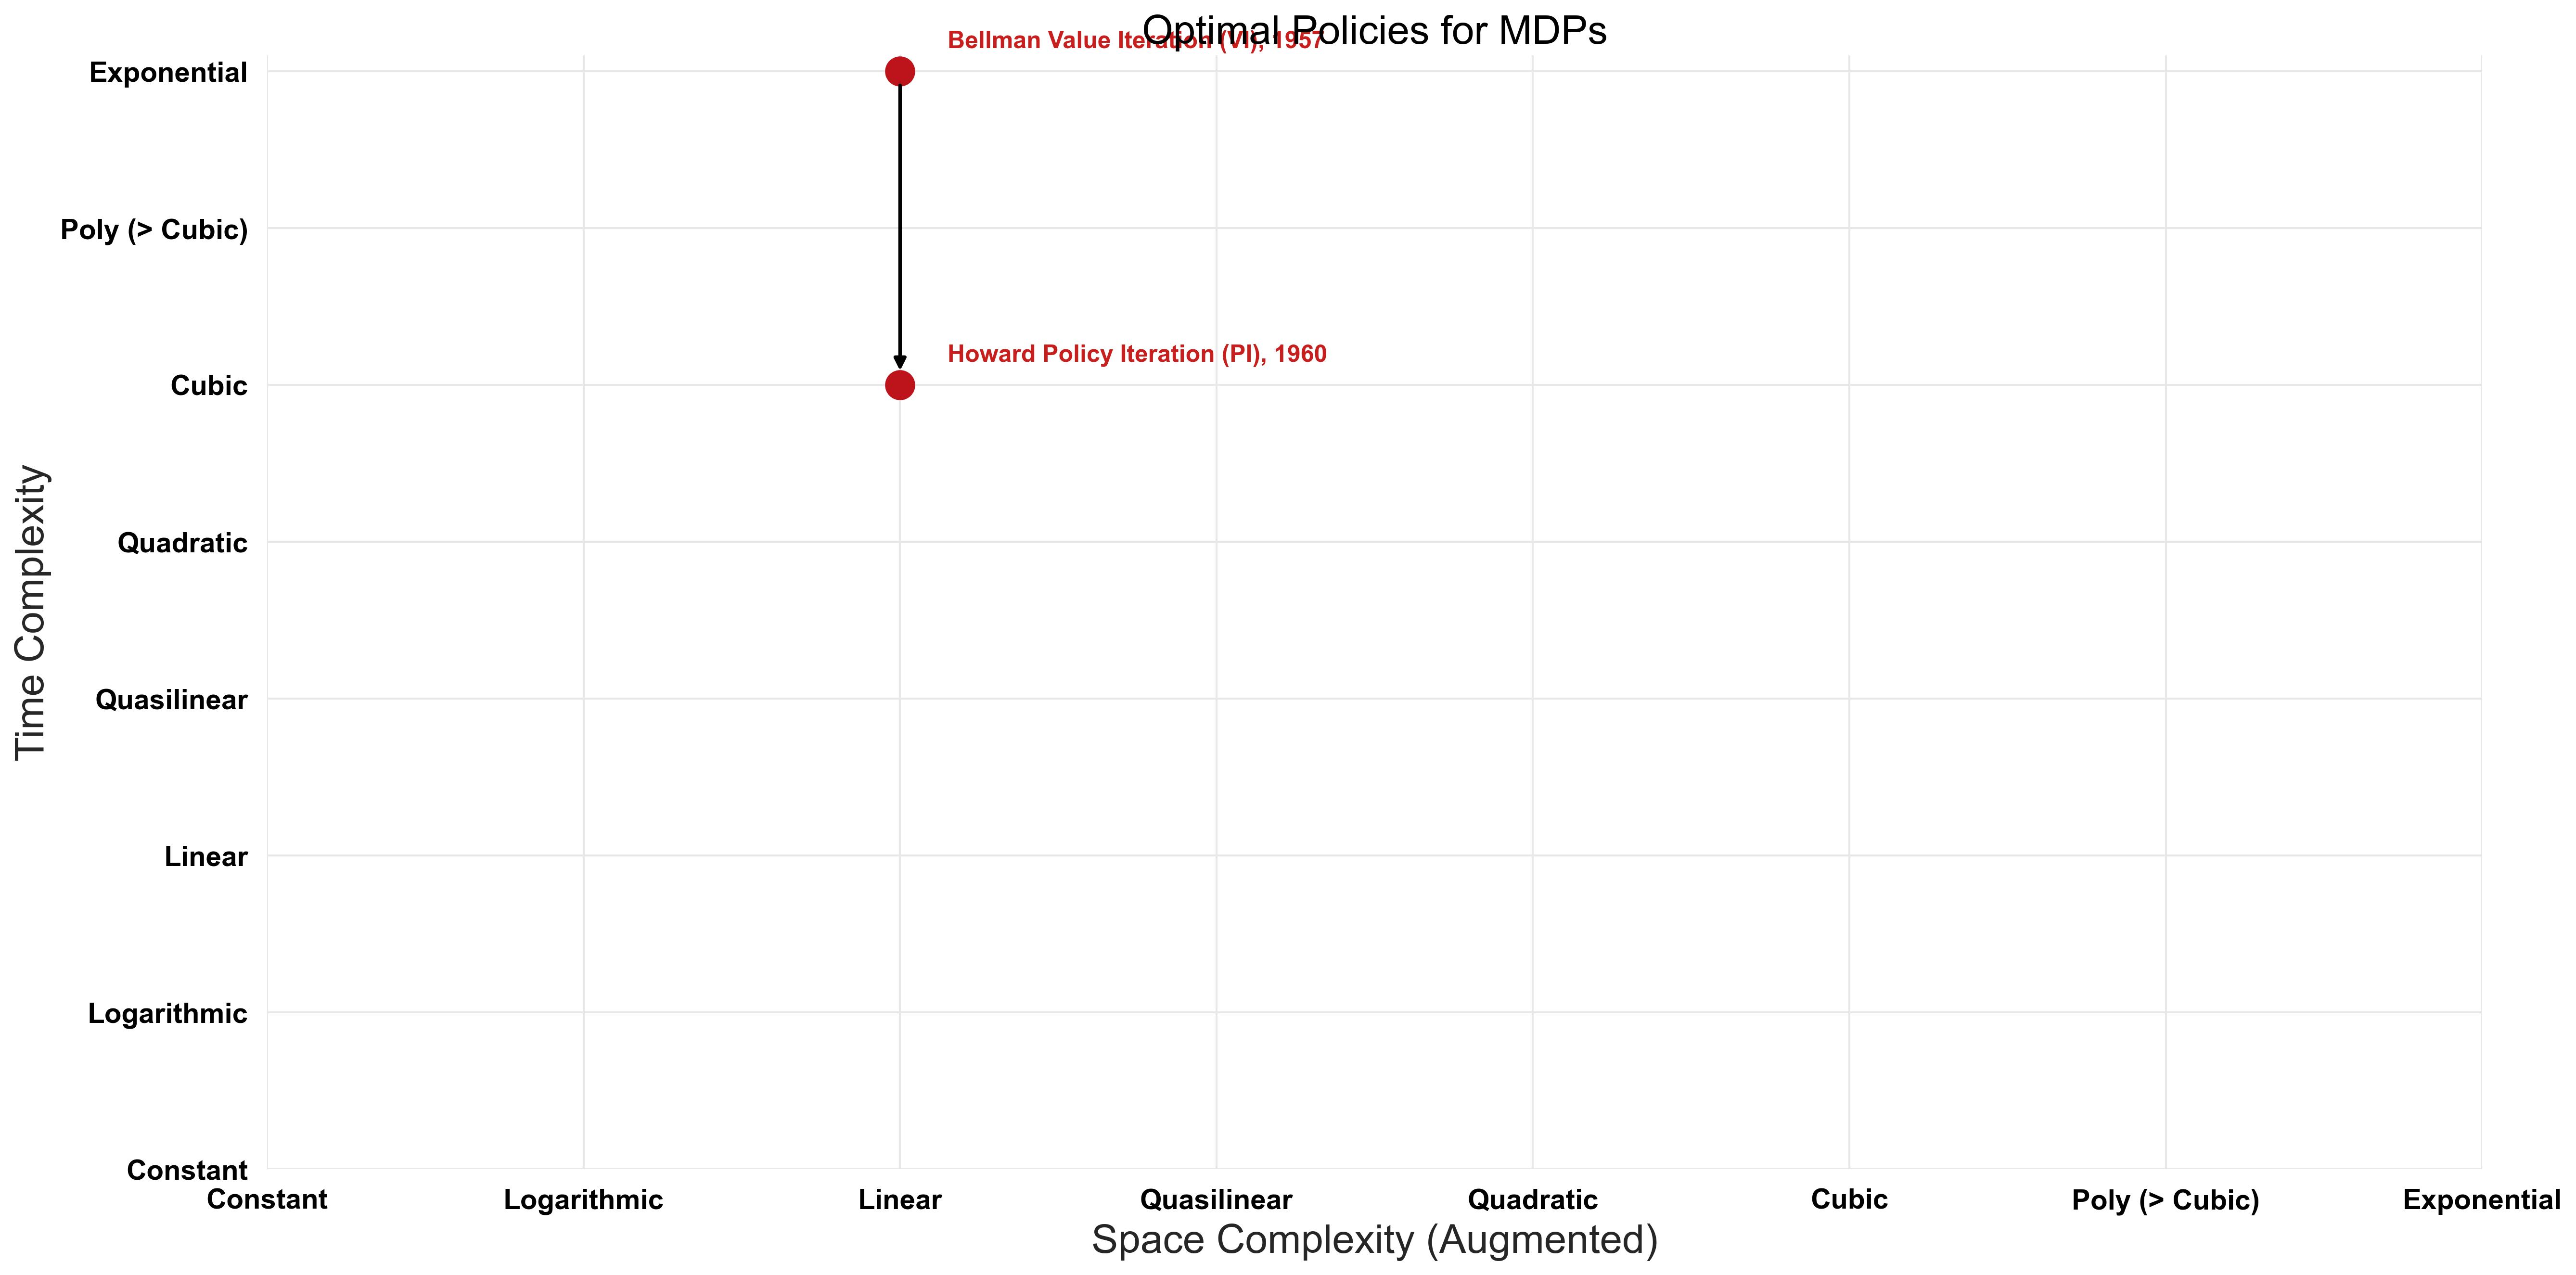 Optimal Policies for MDPs
Bellman Value Iteration (VI), 1957
Exponential
Poly (> Cubic)
Howard Policy Iteration (PI), 1960
Cubic
Quadratic
Time Complexity
Quasilinear
Linear
Logarithmic
Constant
Constant Logarithmic Linear Quasilinear Quadratic Cubic Poly (> Cubic) Exponential
Space Complexity (Augmented)